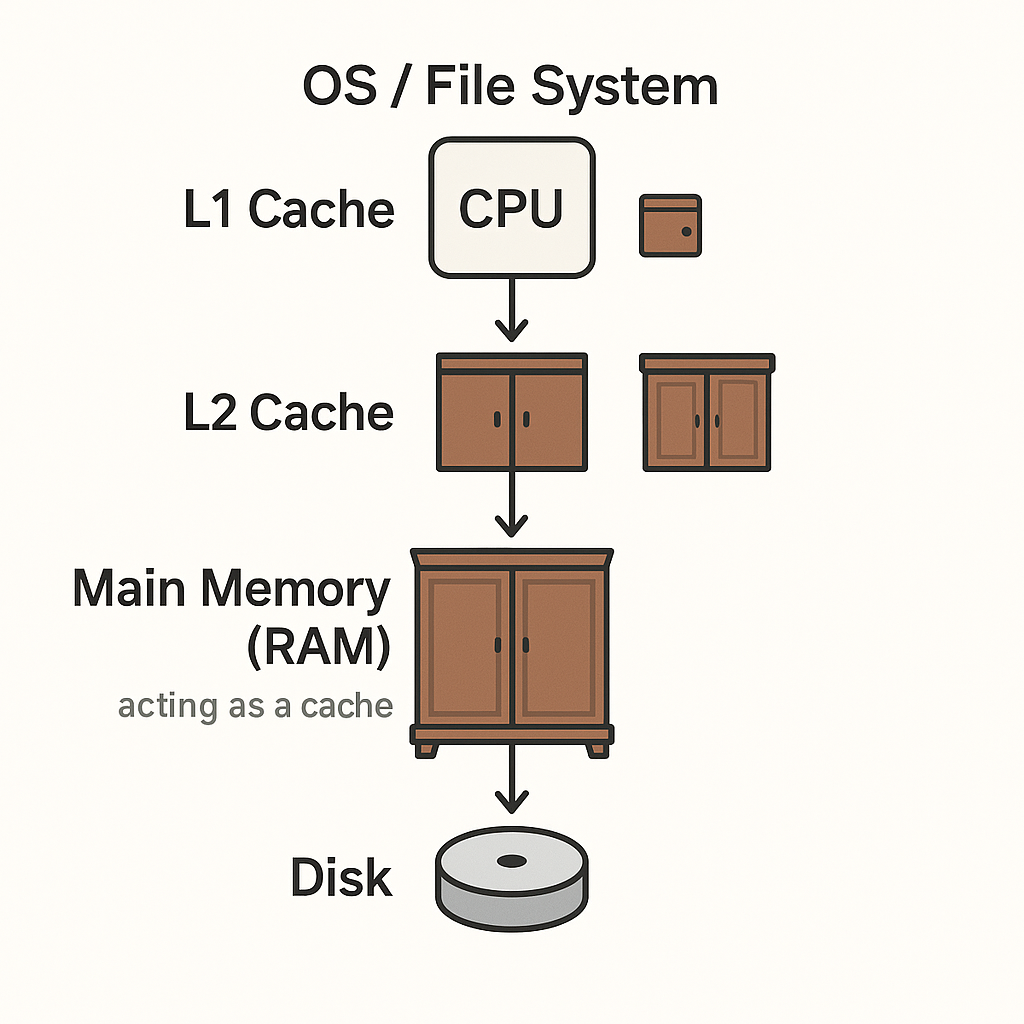 OS / File System
L1 Cache
CPU
L2 Cache
Main Memory
(RAM)
acting as a cache
Disk